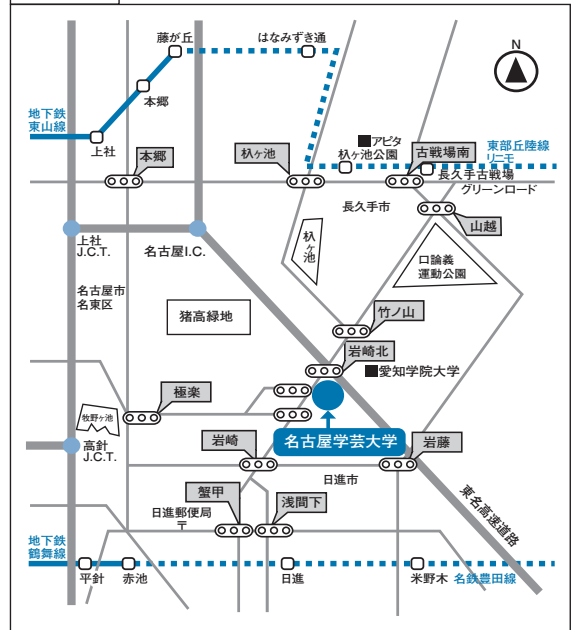 藤が丘
はなみずき通
N
本郷
地下鉄
東山線
上社
アピタ
杁ヶ池公園
東部丘陵線
リニモ
本郷
杁ヶ池
古戦場南
長久手古戦場
グリーンロード
長久手市
山越
杁ヶ池
上社
J.C.T.
名古屋I.C.
口論義
運動公園
名古屋市
名東区
猪高緑地
竹ノ山
岩崎北
愛知学院大学
極楽
牧野ヶ池
高針
J.C.T.
名古屋学芸大学
岩崎
岩藤
日進市
蟹甲
浅間下
日進郵便局
〒
東名高速道路
地下鉄
鶴舞線
平針
赤池
日進
米野木
名鉄豊田線